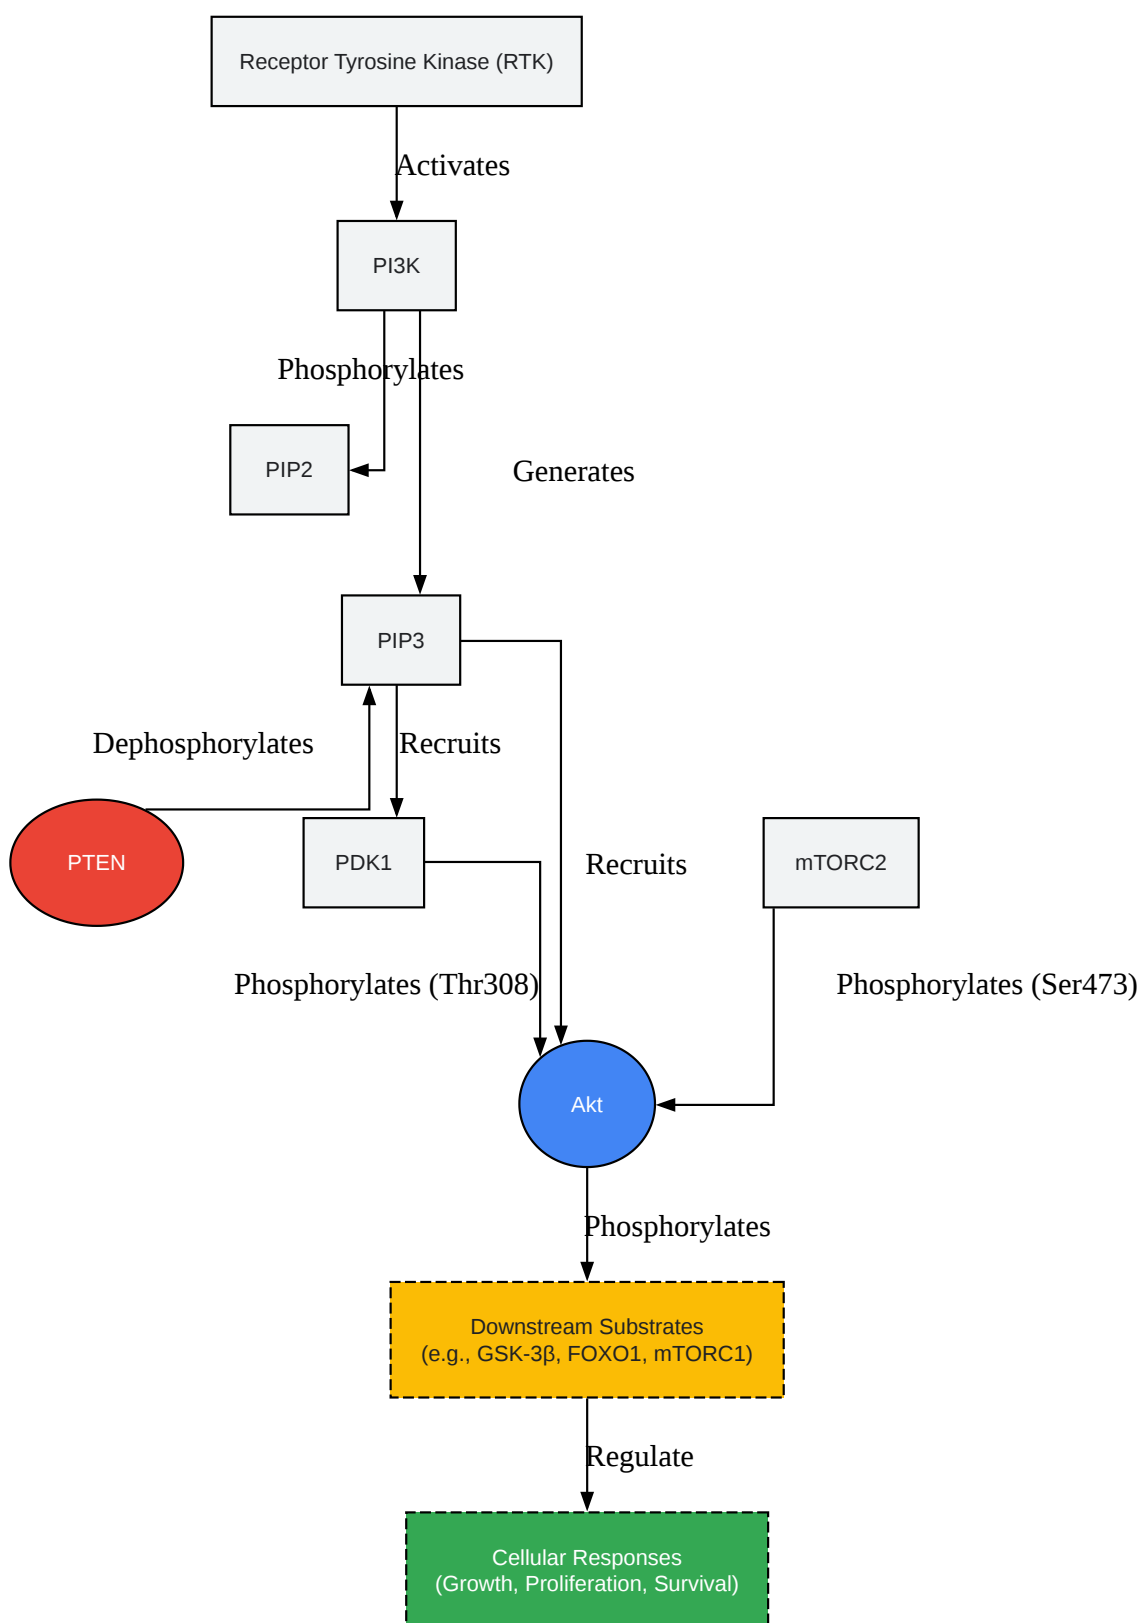 Receptor Tyrosine Kinase (RTK)
Activates
PI3K
Phosphorylates
PIP2
Generates
PIP3
Dephosphorylates
Recruits
PTEN
PDK1
Recruits
mTORC2
Phosphorylates (Thr308)
Phosphorylates (Ser473)
Akt
Phosphorylates
Downstream Substrates
(e.g., GSK-3β, FOXO1, mTORC1)
Regulate
Cellular Responses
(Growth, Proliferation, Survival)